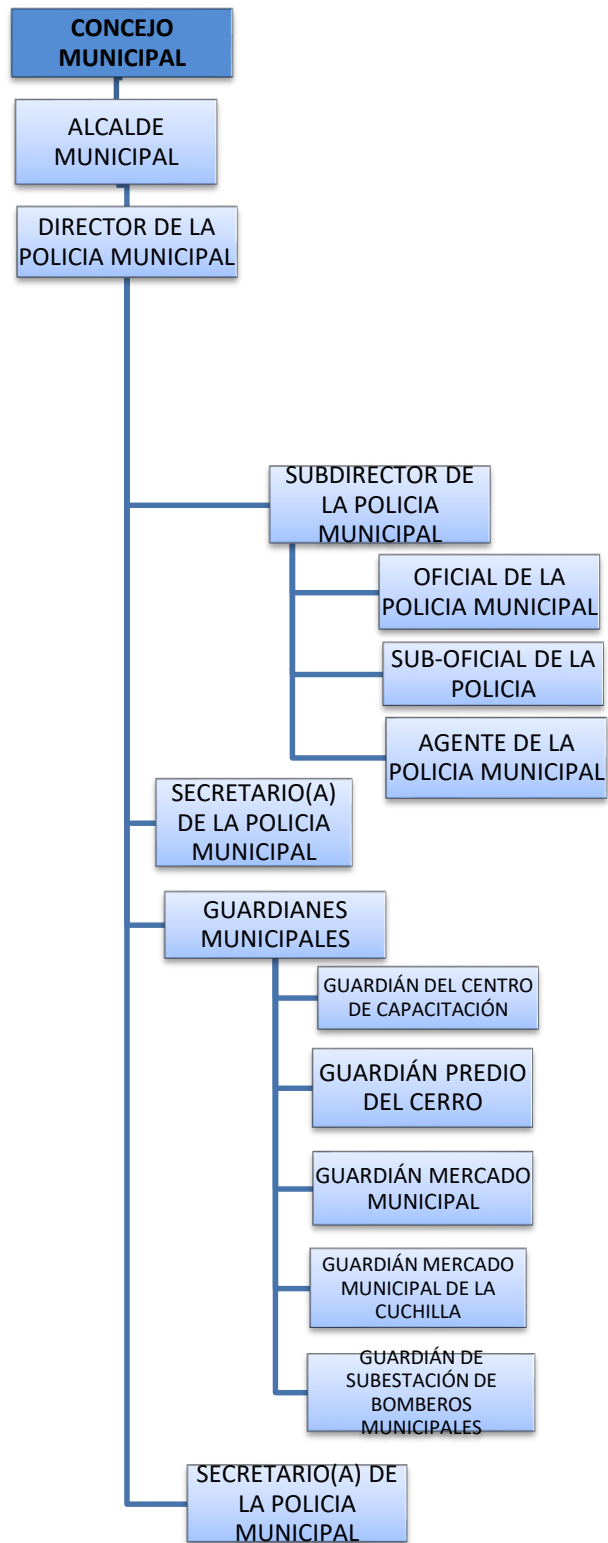 CONCEJO
MUNICIPAL
ALCALDE
MUNICIPAL
DIRECTOR DE LA
POLICIA MUNICIPAL
SUBDIRECTOR DE
LA POLICIA
MUNICIPAL
OFICIAL DE LA
POLICIA MUNICIPAL
SUB-OFICIAL DE LA
POLICIA
AGENTE DE LA
POLICIA MUNICIPAL
SECRETARIO(A)
DE LA POLICIA
MUNICIPAL
GUARDIANES
MUNICIPALES
GUARDIÁN DEL CENTRO
DE CAPACITACIÓN
GUARDIÁN PREDIO
DEL CERRO
GUARDIÁN MERCADO
MUNICIPAL
GUARDIÁN MERCADO
MUNICIPAL DE LA
CUCHILLA
GUARDIÁN DE
SUBESTACIÓN DE
BOMBEROS
MUNICIPALES
SECRETARIO(A) DE
LA POLICIA
MUNICIPAL